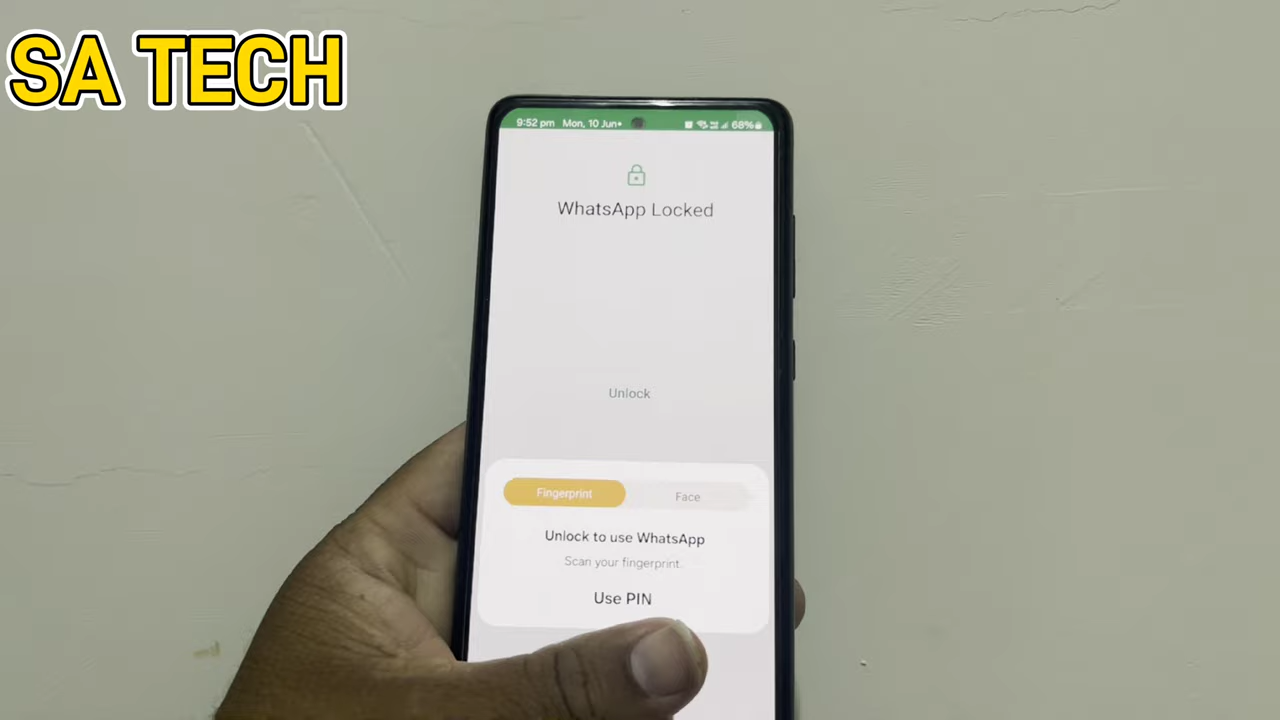 SA TECH
9:52 pm Mon, 10 Jun• 68%
WhatsApp Locked
Unlock
Fingerprint Face
Unlock to use WhatsApp
Scan your fingerprint.
Use PIN